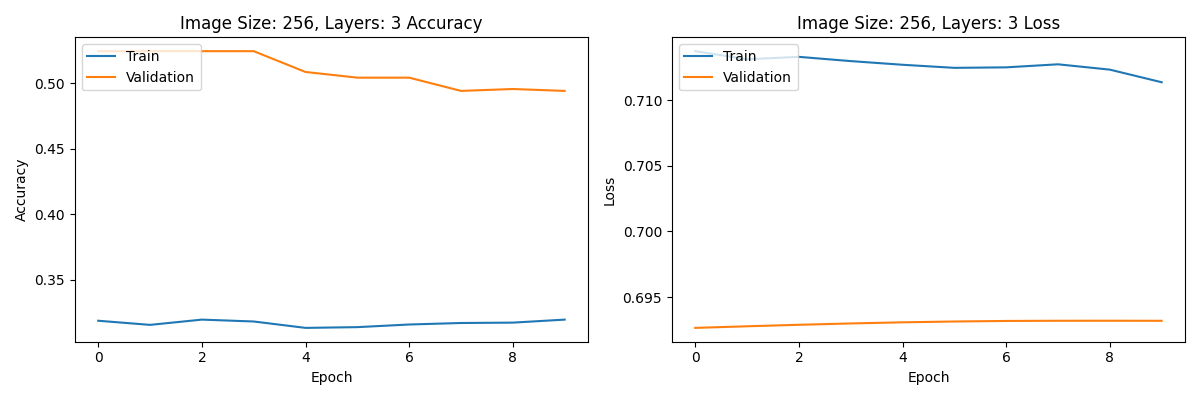 Image Size: 256, Layers: 3 Accuracy
Train
Validation
0.50
0.45
0.40
0.35
Accuracy
0 2 4 6 8
Epoch
Image Size: 256, Layers: 3 Loss
Train
Validation
0.710
0.705
0.700
0.695
Loss
0 2 4 6 8
Epoch